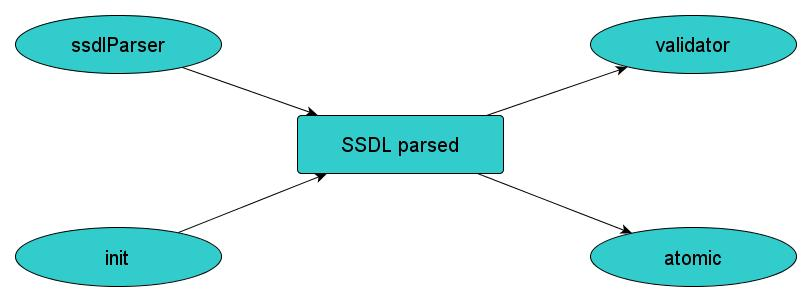 ssdlParser
validator
SSDL parsed
init
atomic